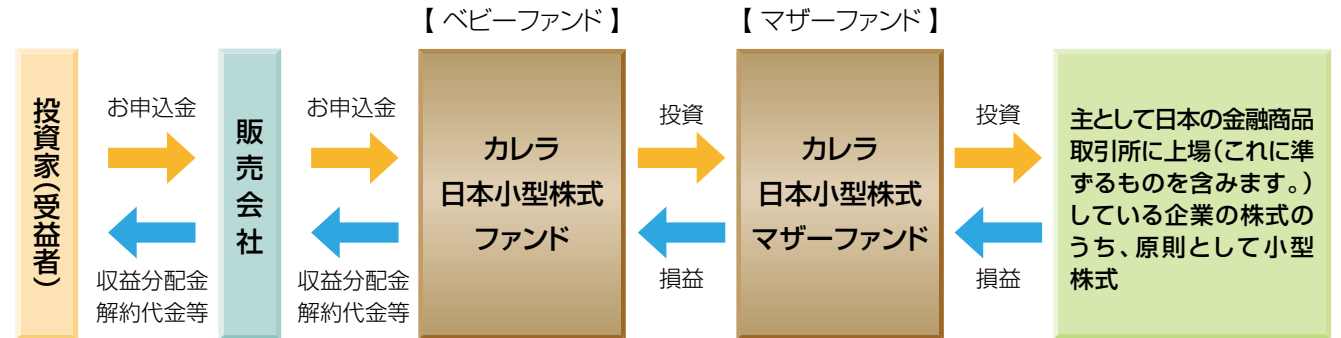 【 ベビーファンド 】
【 マザーファンド 】
投資家(受益者)
お申込金
収益分配金
解約代金等
販売会社
お申込金
収益分配金
解約代金等
カレラ
日本小型株式
ファンド
投資
損益
カレラ
日本小型株式
マザーファンド
投資
損益
主として日本の金融商品
取引所に上場(これに準
ずるものを含みます。)
している企業の株式の
うち、原則として小型
株式